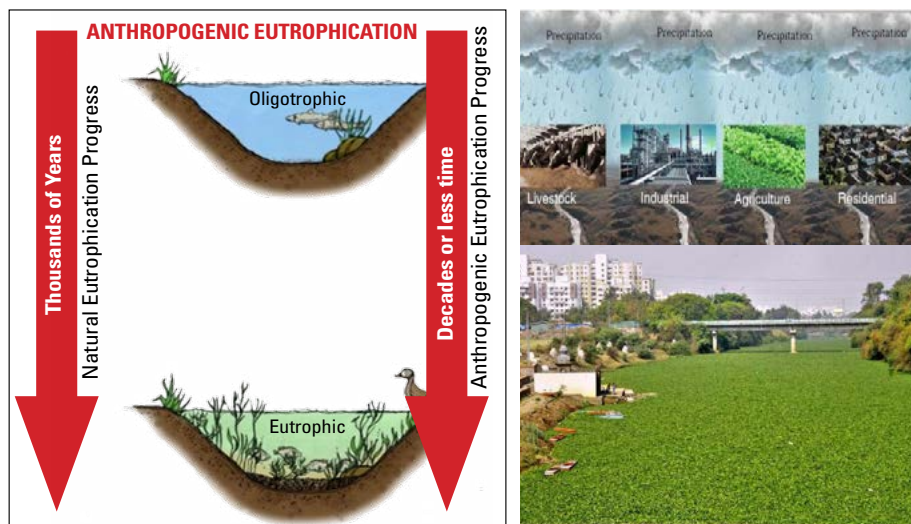 ANTHROPOGENIC EUTROPHICATION
Thousands of Years
Natural Eutrophication Progress
Oligotrophic
Eutrophic
Decades or less time
Anthropogenic Eutrophication Progress
Precipitation Precipitation Precipitation Precipitation
Livestock Industrial Agriculture Residential